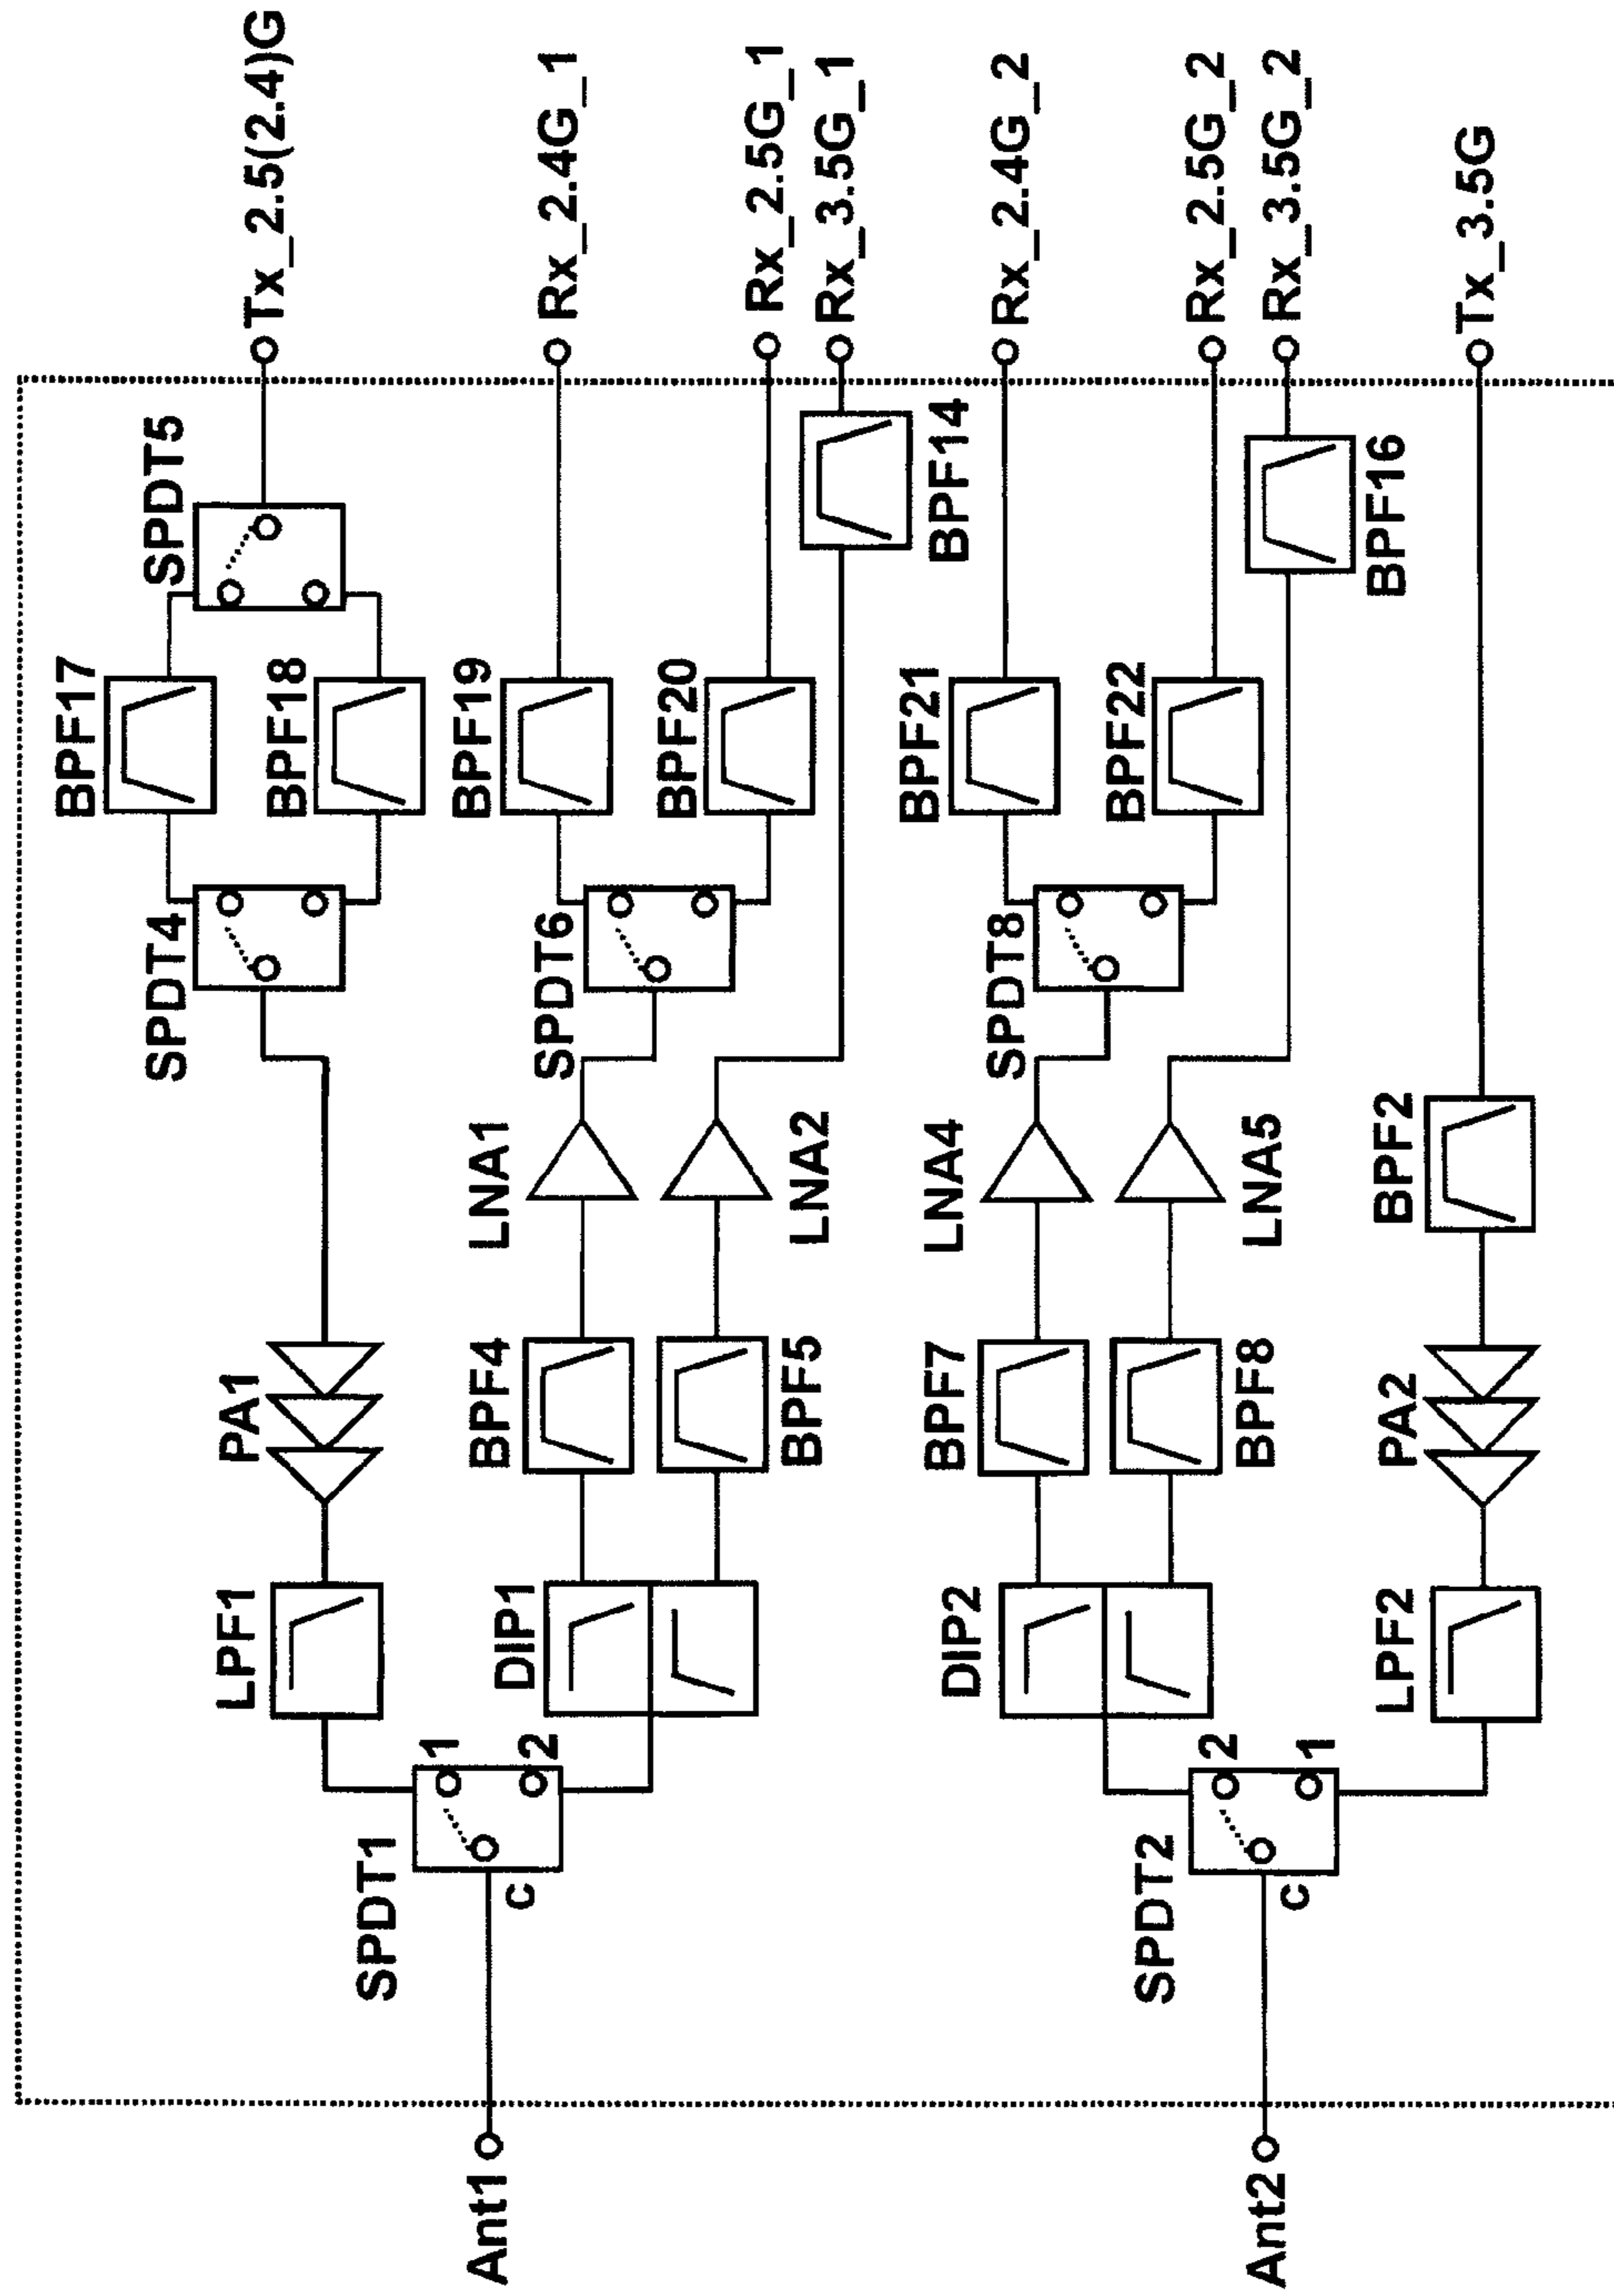 Ant1
SPDT1
c
1
2
LPF1
PA1
SPDT4
BPF17
BPF18
SPDT5
Tx_2.5(2.4)G
DIP1
BPF4
LNA1
SPDT6
BPF19
Rx_2.4G_1
BPF20
Rx_2.5G_1
BPF5
LNA2
BPF14
Rx_3.5G_1
Ant2
SPDT2
c
2
1
DIP2
BPF7
LNA4
SPDT8
BPF21
Rx_2.4G_2
BPF22
Rx_2.5G_2
BPF8
LNA5
BPF16
Rx_3.5G_2
LPF2
PA2
BPF2
Tx_3.5G